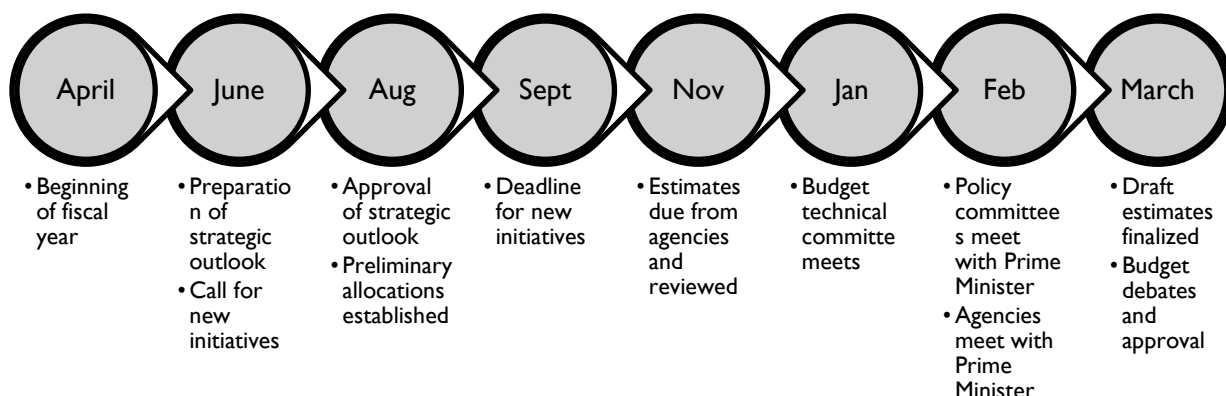 April
June
Aug
Sept
Nov
Jan
Feb
March
• Beginning
of fiscal
year
• Preparatio
n of
strategic
outlook
• Call for
new
initiatives
• Approval
of strategic
outlook
• Preliminary
allocations
established
• Deadline
for new
initiatives
• Estimates
due from
agencies
and
reviewed
• Budget
technical
committe
meets
• Policy
committee
s meet
with Prime
Minister
• Agencies
meet with
Prime
Minister
• Draft
estimates
finalized
• Budget
debates
and
approval